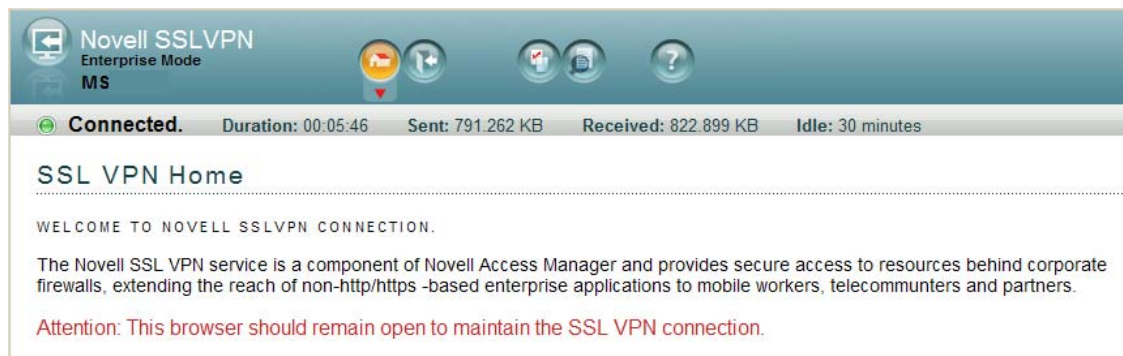 Novell SSLVPN
Enterprise Mode
MS
?
Connected. Duration: 00:05:46 Sent: 791.262 KB Received: 822.899 KB Idle: 30 minutes
SSL VPN Home
WELCOME TO NOVELL SSLVPN CONNECTION.
The Novell SSL VPN service is a component of Novell Access Manager and provides secure access to resources behind corporate
firewalls, extending the reach of non-http/https -based enterprise applications to mobile workers, telecommunters and partners.
Attention: This browser should remain open to maintain the SSL VPN connection.